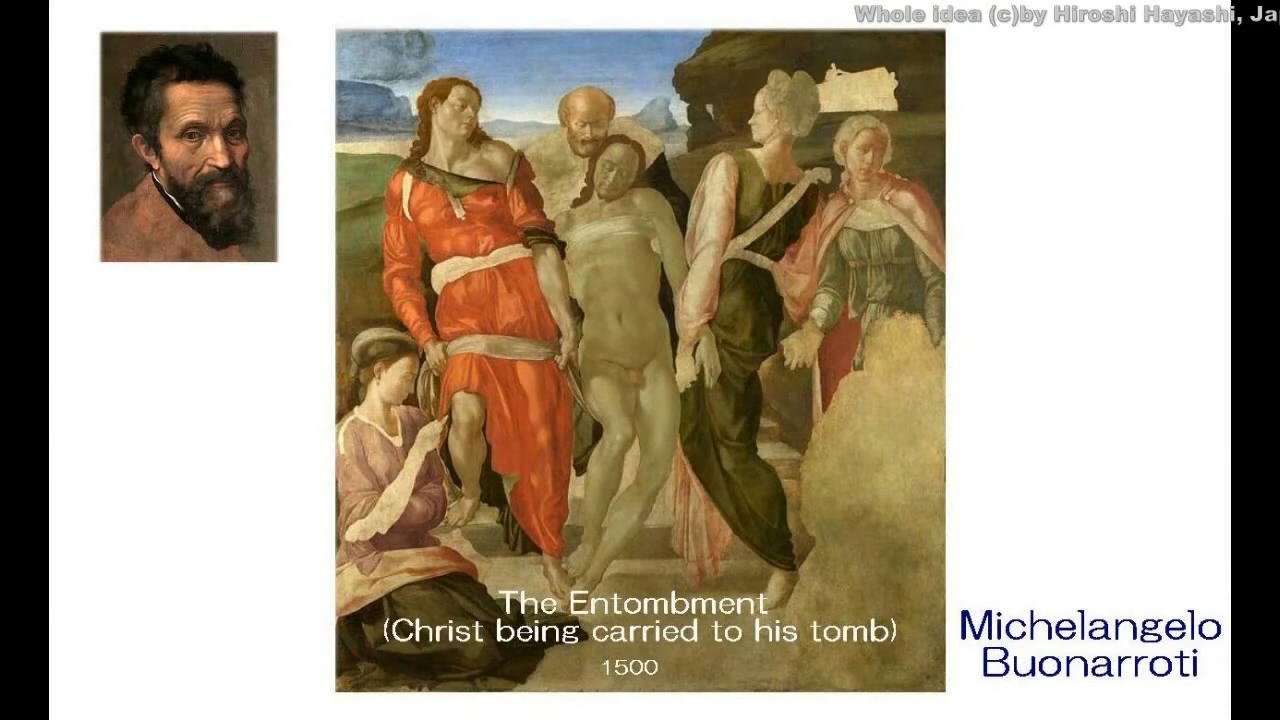 Whole idea (c)by Hiroshi Hayashi, Ja
The Entombment
(Christ being carried to his tomb)
1500
Michelangelo
Buonarroti